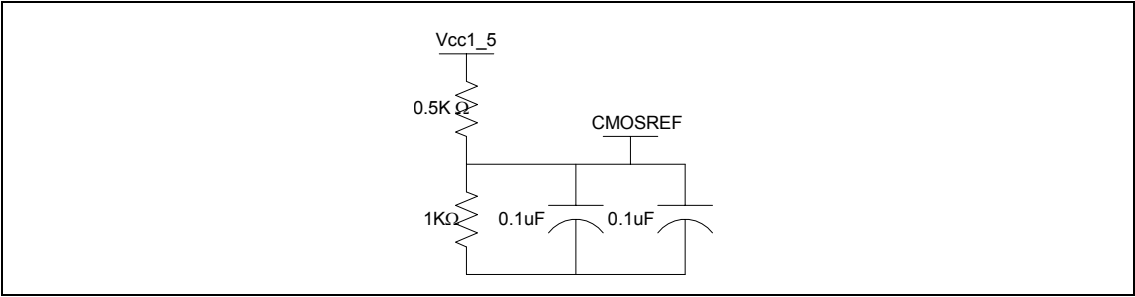 Vcc1_5
0.5K Ω
CMOSREF
1KΩ
0.1uF
0.1uF